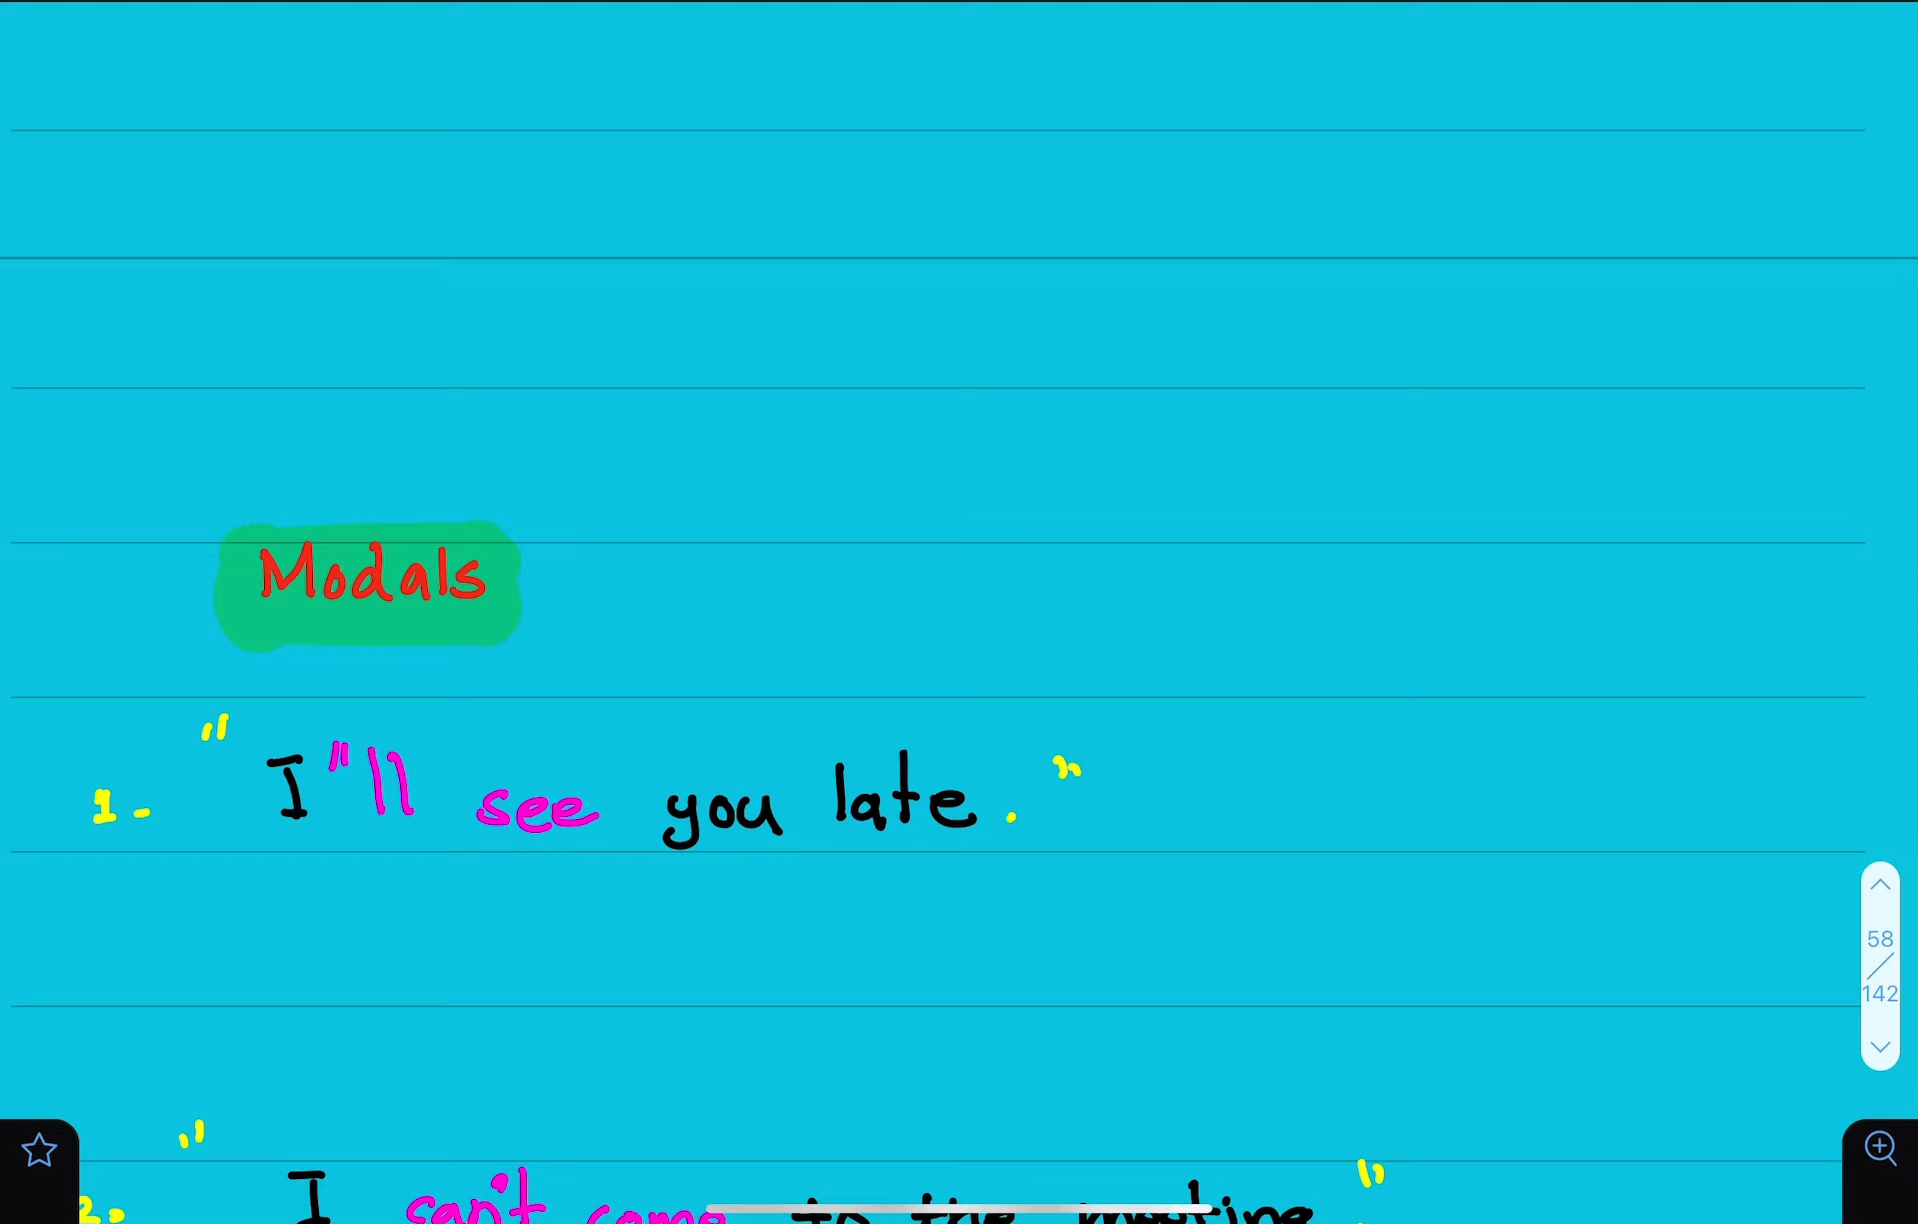 Modals
1- "I"ll see you late."
58
142
2- "I can't come to the meeting."